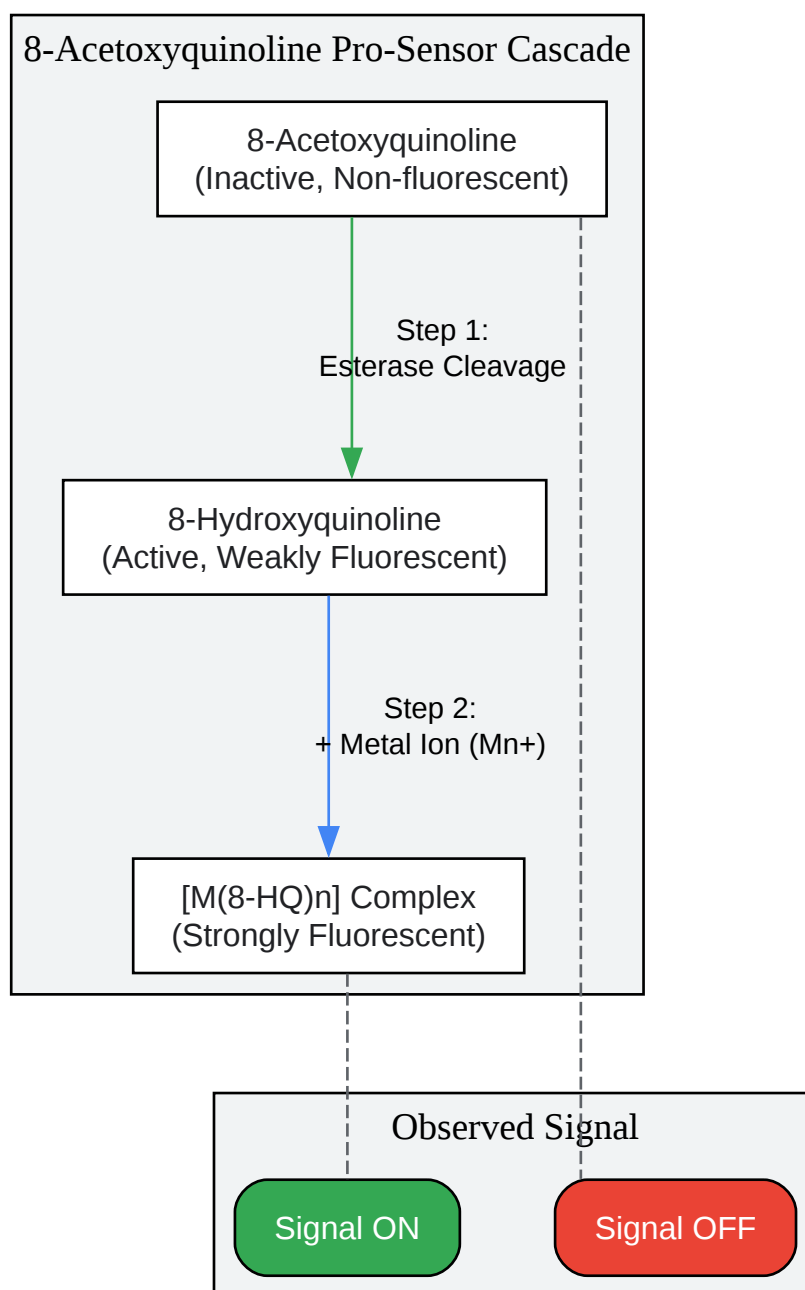 8-Acetoxyquinoline Pro-Sensor Cascade
8-Acetoxyquinoline
(Inactive, Non-fluorescent)
Step 1:
Esterase Cleavage
8-Hydroxyquinoline
(Active, Weakly Fluorescent)
Step 2:
+ Metal Ion (Mn+)
[M(8-HQ)n] Complex
(Strongly Fluorescent)
Observed Signal
Signal ON
Signal OFF